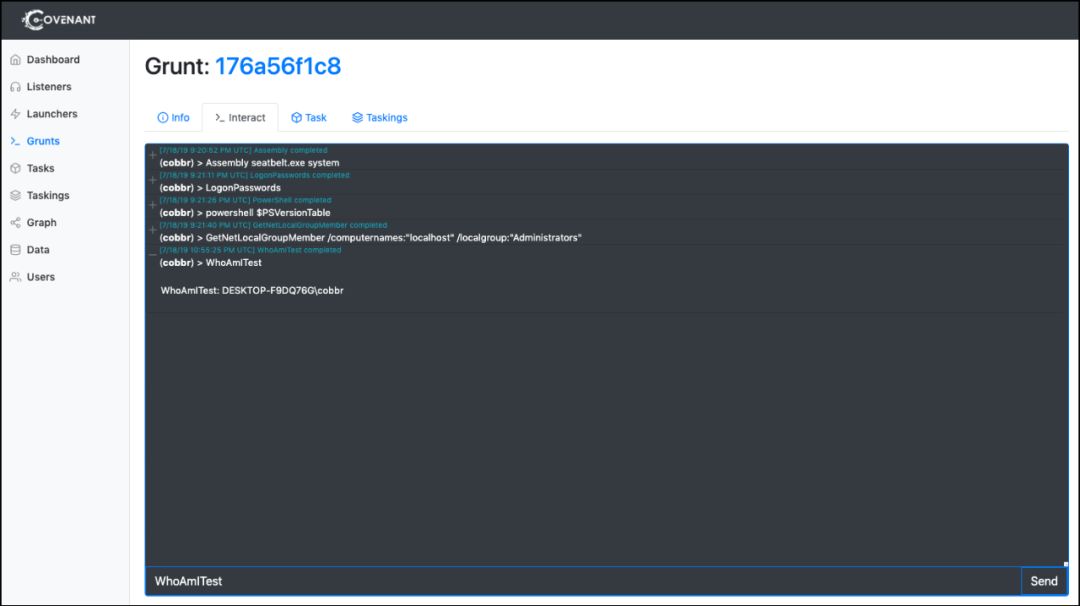 COVENANT
Dashboard
Listeners
Launchers
Grunts
Tasks
Taskings
Graph
Data
Users
Grunt: 176a56f1c8
Info
>_ Interact
Task
Taskings
[7/18/19 9:20:52 PM UTC] Assembly completed
(cobbr) > Assembly seatbelt.exe system
[7/18/19 9:21:11 PM UTC] LogonPasswords completed
(cobbr) > LogonPasswords
[7/18/19 9:21:26 PM UTC] PowerShell completed
(cobbr) > powershell $PSVersionTable
[7/18/19 9:21:40 PM UTC] GetNetLocalGroupMember completed
(cobbr) > GetNetLocalGroupMember /computernames:"localhost" /localgroup:"Administrators"
[7/18/19 10:55:25 PM UTC] WhoAmITest completed
(cobbr) > WhoAmITest
WhoAmITest: DESKTOP-F9DQ76G\cobbr
WhoAmITest
Send